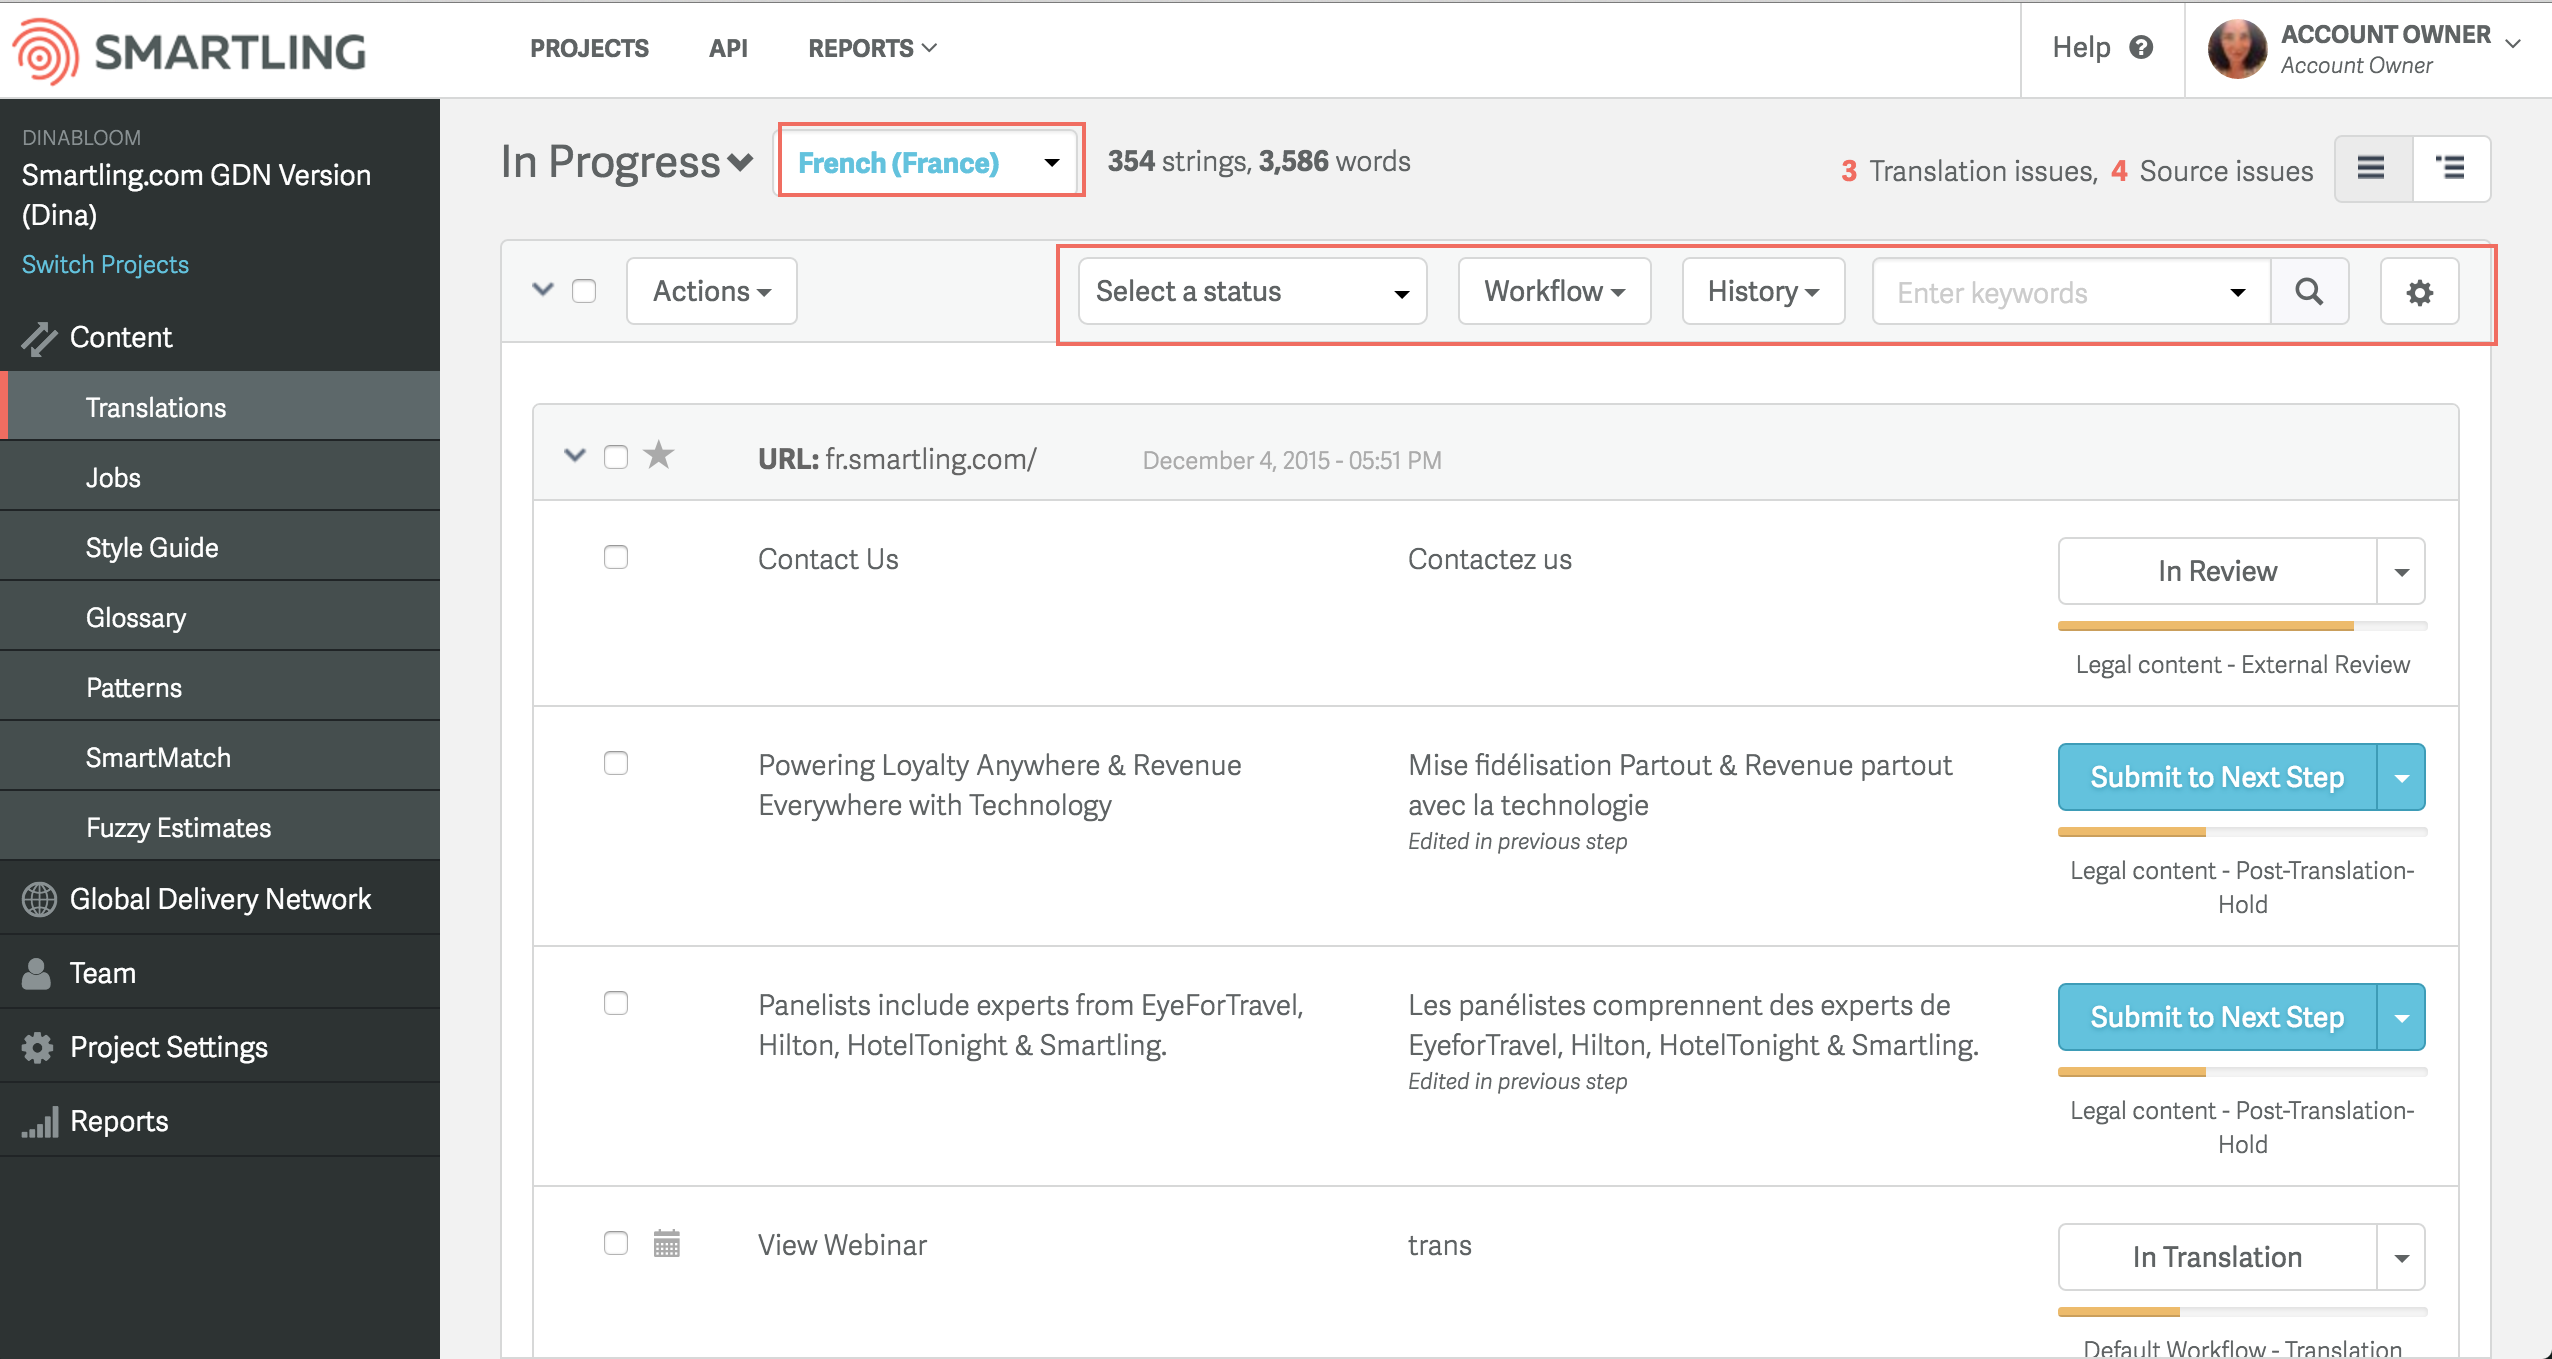 SMARTLING
PROJECTS
API
REPORTS
Help
ACCOUNT OWNER
Account Owner
DINABLOOM
Smartling.com GDN Version
(Dina)
Switch Projects
Content
Translations
Jobs
Style Guide
Glossary
Patterns
SmartMatch
Fuzzy Estimates
Global Delivery Network
Team
Project Settings
Reports
In Progress
French (France)
354 strings, 3,586 words
3 Translation issues, 4 Source issues
Actions
Select a status
Workflow
History
Enter keywords
URL: fr.smartling.com/
December 4, 2015 - 05:51 PM
Contact Us
Contactez us
In Review
Legal content - External Review
Powering Loyalty Anywhere & Revenue
Everywhere with Technology
Mise fidélisation Partout & Revenue partout
avec la technologie
Edited in previous step
Submit to Next Step
Legal content - Post-Translation-
Hold
Panelists include experts from EyeForTravel,
Hilton, HotelTonight & Smartling.
Les panélistes comprennent des experts de
EyeforTravel, Hilton, HotelTonight & Smartling.
Edited in previous step
Submit to Next Step
Legal content - Post-Translation-
Hold
View Webinar
trans
In Translation
Default Workflow - Translation